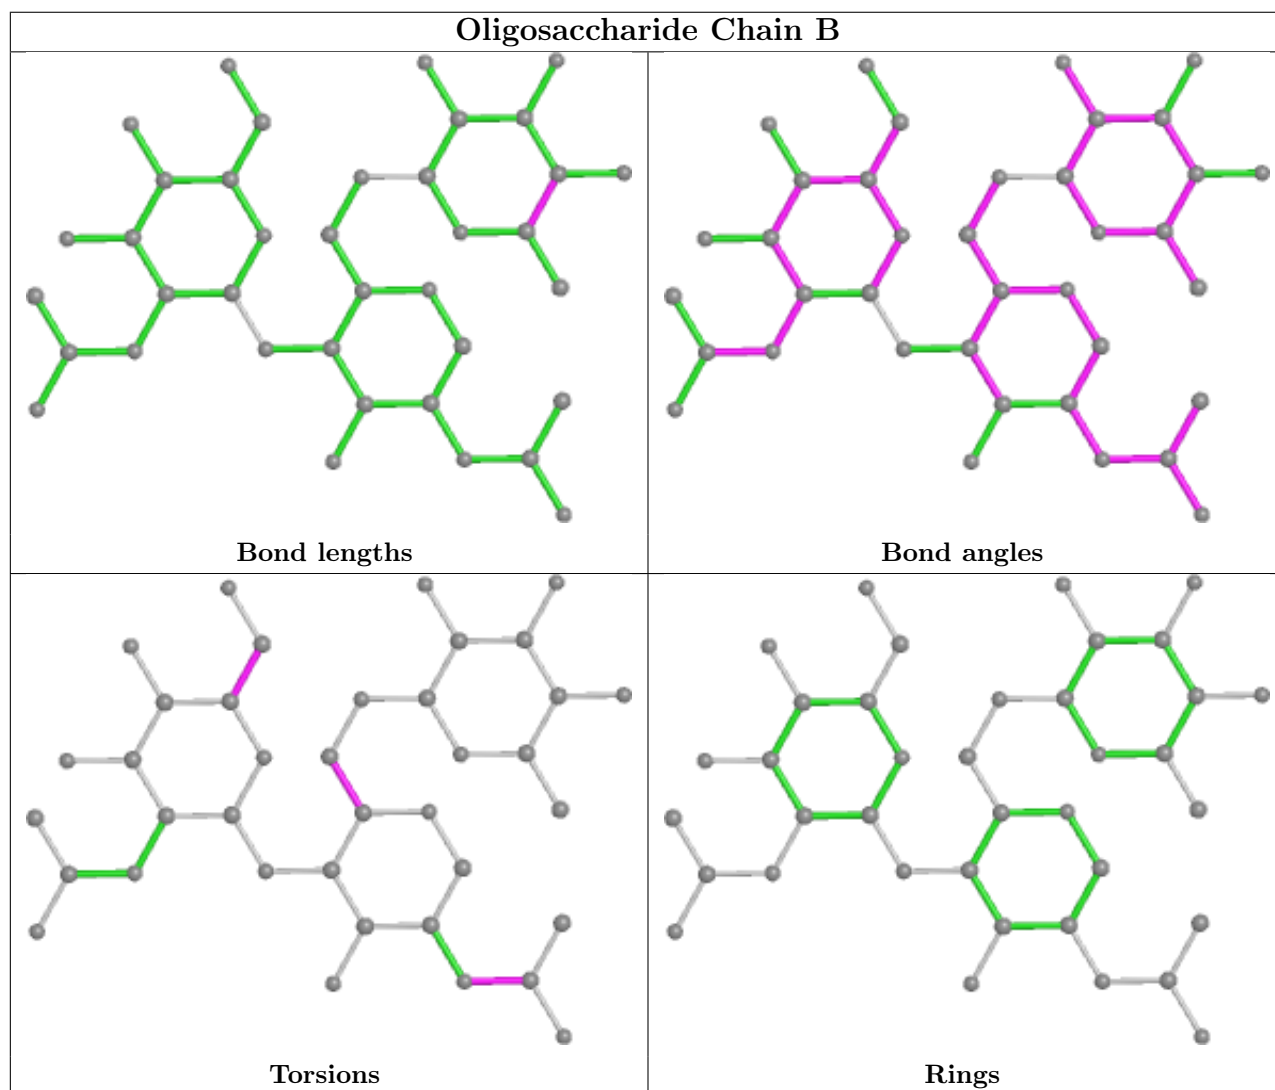 Oligosaccharide Chain B
Bond lengths
Bond angles
Torsions
Rings